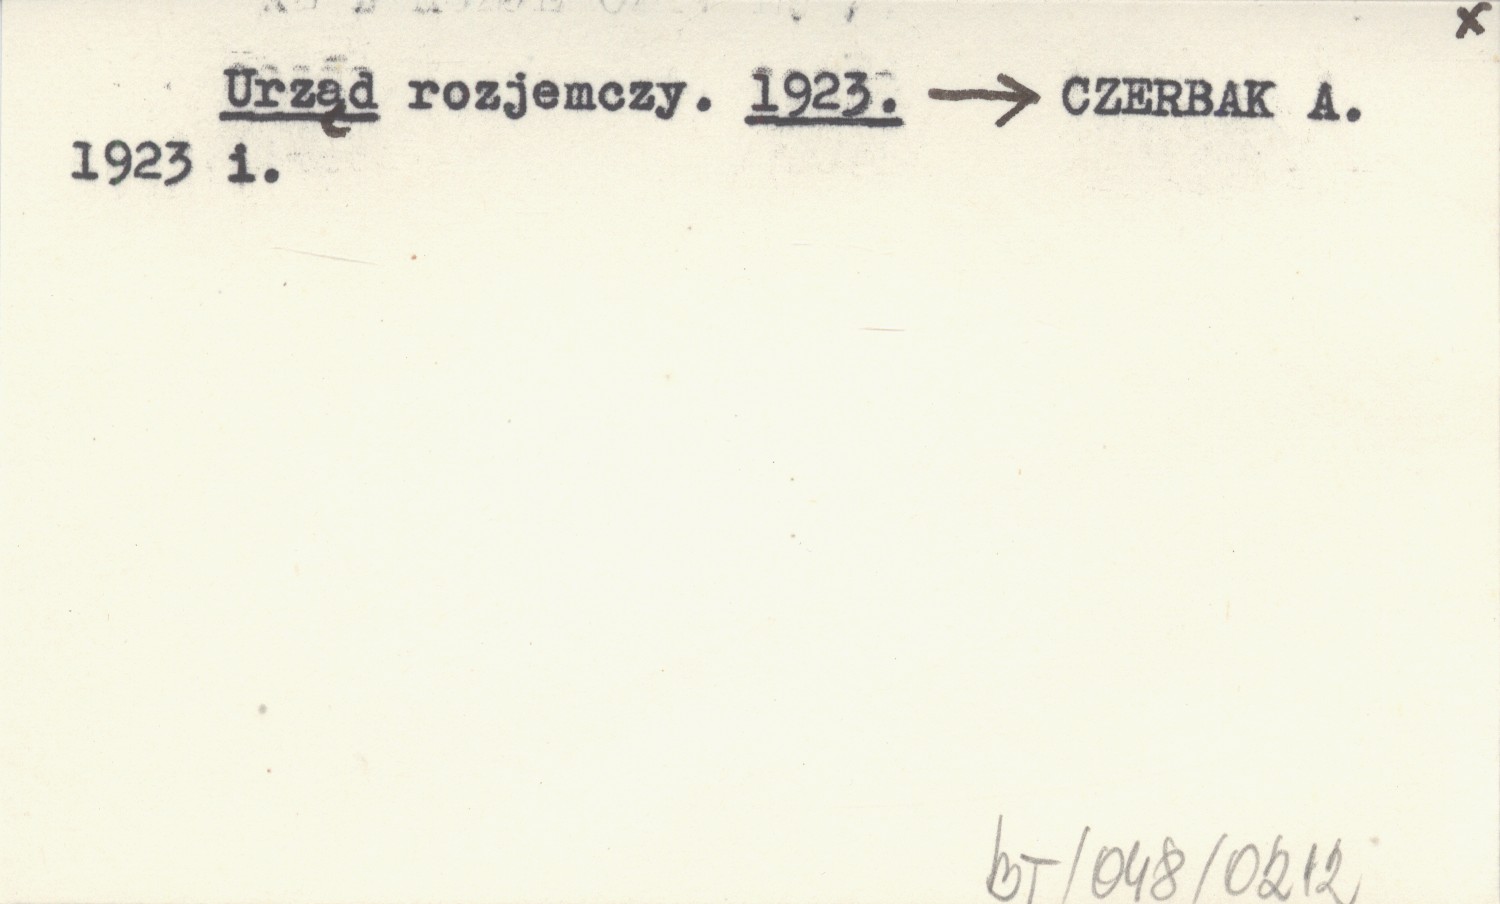 x
Urząd rozjemczy. 1923. → CZERBAK A.
1923 i.
bT/048/0212